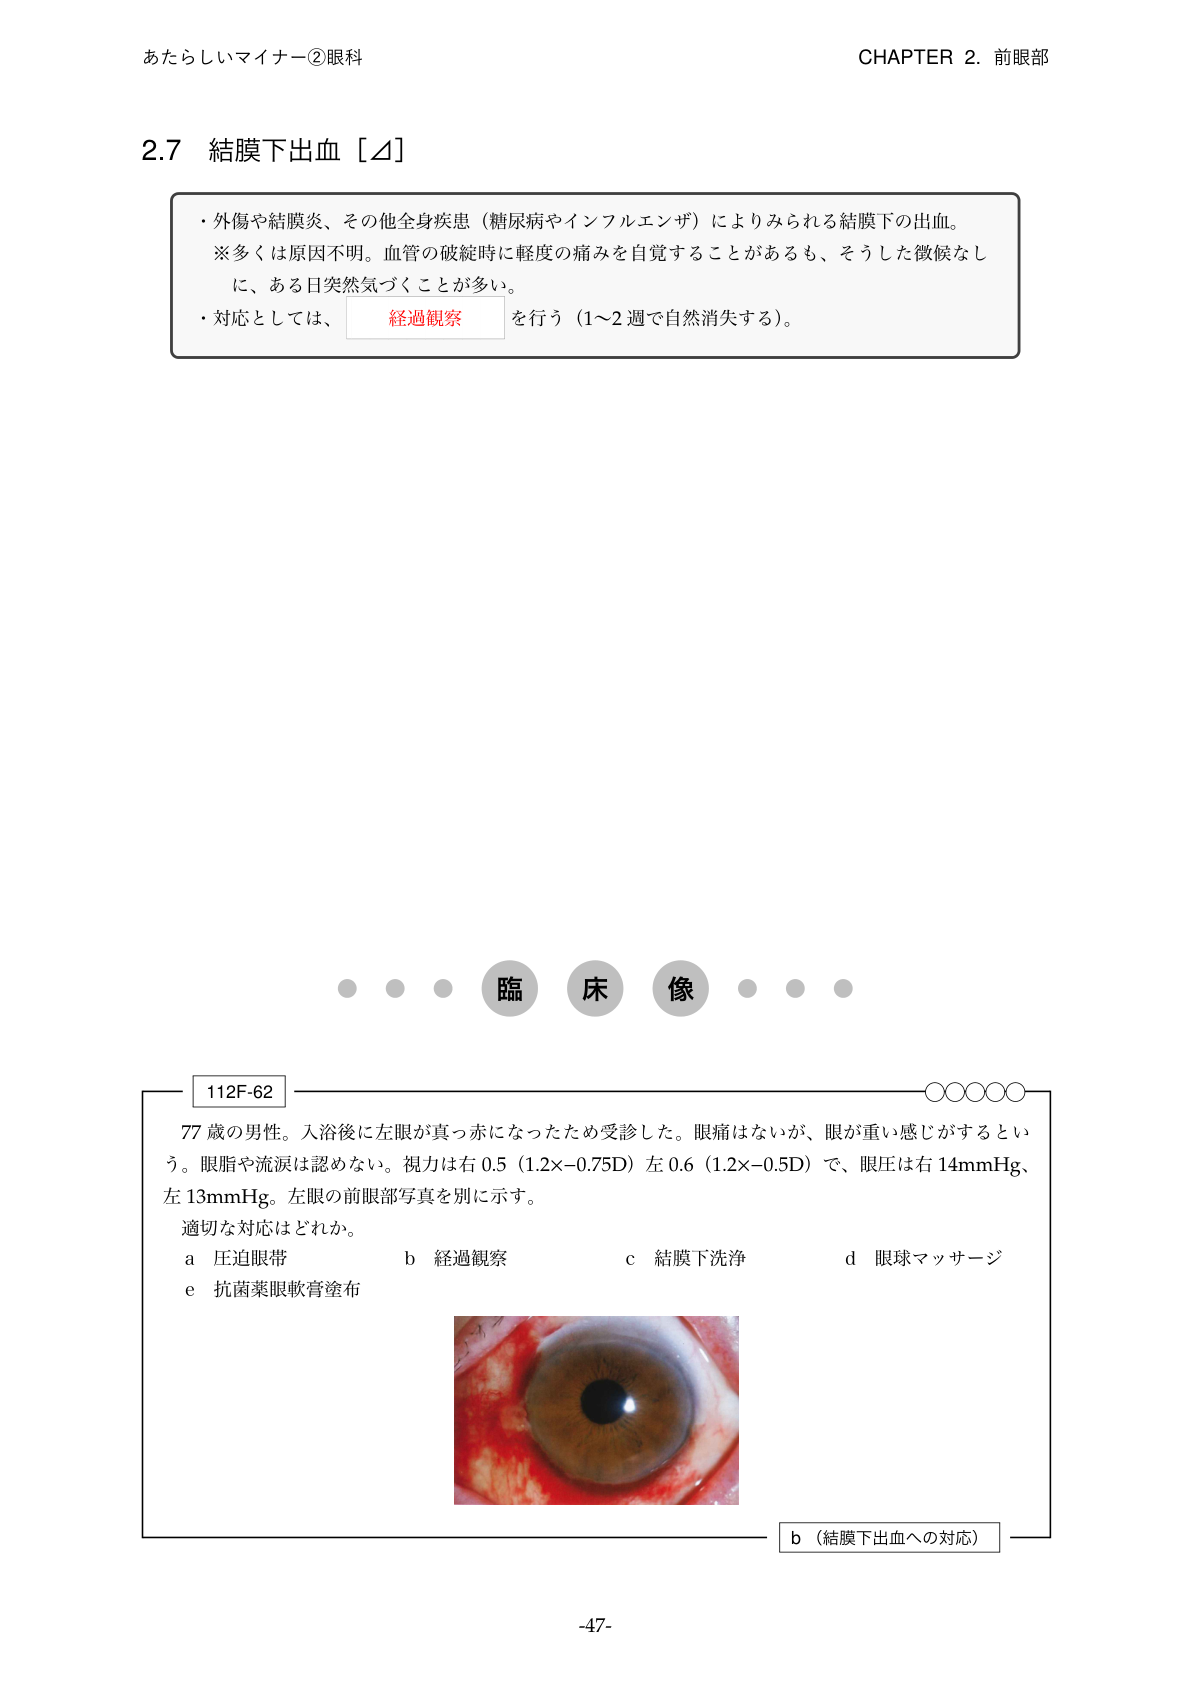 あたらしいマイナー②眼科
CHAPTER 2. 前眼部
2.7 結膜下出血［⊿］
・外傷や結膜炎、その他全身疾患（糖尿病やインフルエンザ）によりみられる結膜下の出血。
※多くは原因不明。血管の破綻時に軽度の痛みを自覚することがあるも、そうした徴候なし
に、ある日突然気づくことが多い。
・対応としては、 経過観察 を行う（1〜2 週で自然消失する）。
臨 床 像
112F-62
77 歳の男性。入浴後に左眼が真っ赤になったため受診した。眼痛はないが、眼が重い感じがするとい
う。眼脂や流涙は認めない。視力は右 0.5（1.2×−0.75D）左 0.6（1.2×−0.5D）で、眼圧は右 14mmHg、
左 13mmHg。左眼の前眼部写真を別に示す。
適切な対応はどれか。
a 圧迫眼帯 b 経過観察 c 結膜下洗浄 d 眼球マッサージ
e 抗菌薬眼軟膏塗布
b （結膜下出血への対応）
-47-